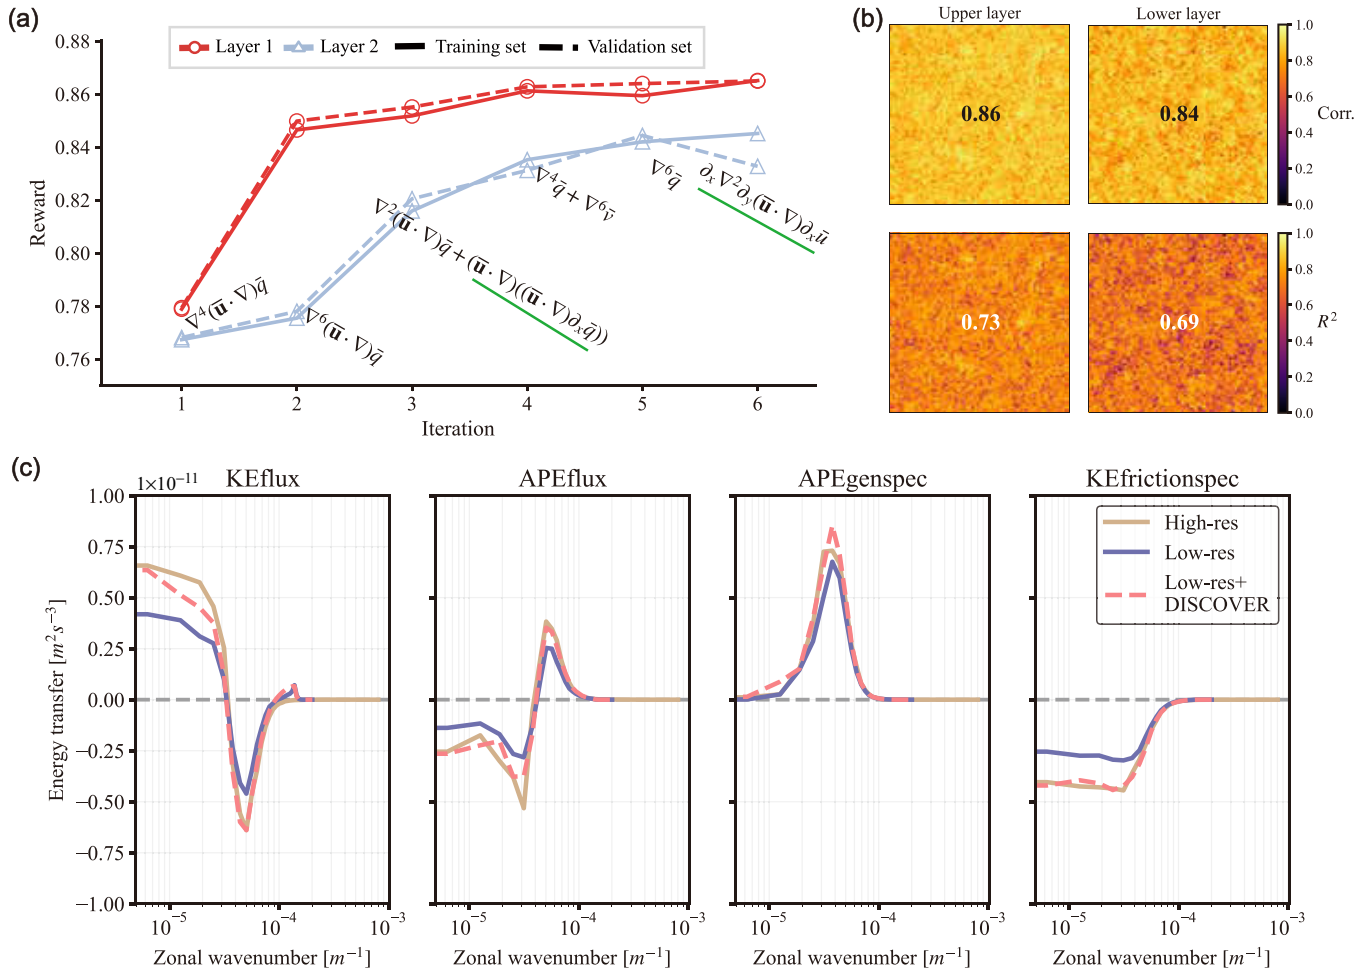 (a)
0.88
0.86
0.84
0.82
0.80
0.78
0.76
Reward
Layer 1
Layer 2
Training set
Validation set
∇⁴(ū·∇)q̄
∇⁶(ū·∇)q̄
∇²(ū·∇)q̄ + (ū·∇)((ū·∇)∂ₓq̄))
∇⁴q̄ + ∇⁶v̄
∇⁶q̄
∂ₓ∇²∂ᵧ(ū·∇)∂ₓū
1 2 3 4 5 6
Iteration
(b)
Upper layer
Lower layer
0.86
0.84
1.0
0.8
0.6
0.4
0.2
0.0
Corr.
0.73
0.69
1.0
0.8
0.6
0.4
0.2
0.0
R²
(c)
1×10⁻¹¹
KEflux
APEflux
APEgenspec
KEfrictionspec
1.00
0.75
0.50
0.25
0.00
−0.25
−0.50
−0.75
−1.00
Energy transfer [m² s⁻³]
High-res
Low-res
Low-res+
DISCOVER
10⁻⁵ 10⁻⁴ 10⁻³
10⁻⁵ 10⁻⁴ 10⁻³
10⁻⁵ 10⁻⁴ 10⁻³
10⁻⁵ 10⁻⁴ 10⁻³
Zonal wavenumber [m⁻¹]
Zonal wavenumber [m⁻¹]
Zonal wavenumber [m⁻¹]
Zonal wavenumber [m⁻¹]